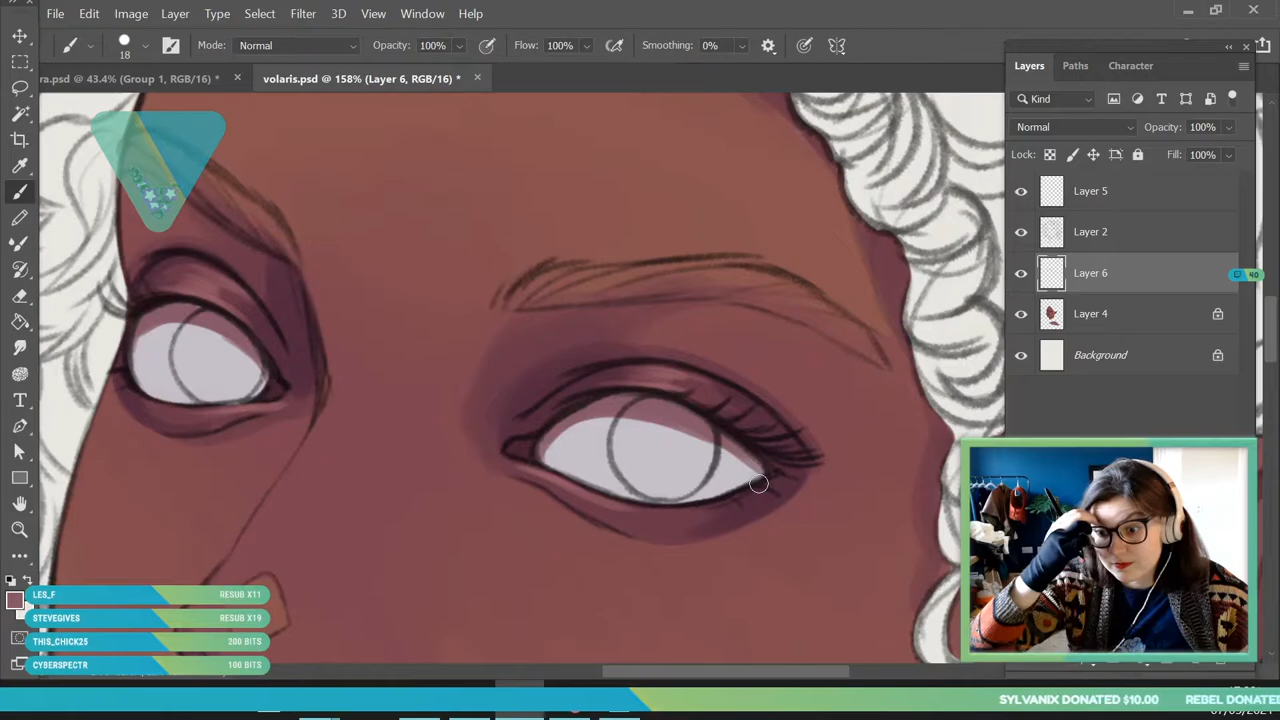 File Edit Image Layer Type Select Filter 3D View Window Help
18 Mode: Normal Opacity: 100% Flow: 100% Smoothing: 0%
ra.psd @ 43.4% (Group 1, RGB/16) * volaris.psd @ 158% (Layer 6, RGB/16) *
Layers Paths Character
Kind
Normal Opacity: 100%
Lock: Fill: 100%
Layer 5
Layer 2
Layer 6
40
Layer 4
Background
LES_F RESUB X11
STEVEGIVES RESUB X19
THIS_CHICK25 200 BITS
CYBERSPECTR 100 BITS
SYLVANIX DONATED $10.00 REBEL DONATED